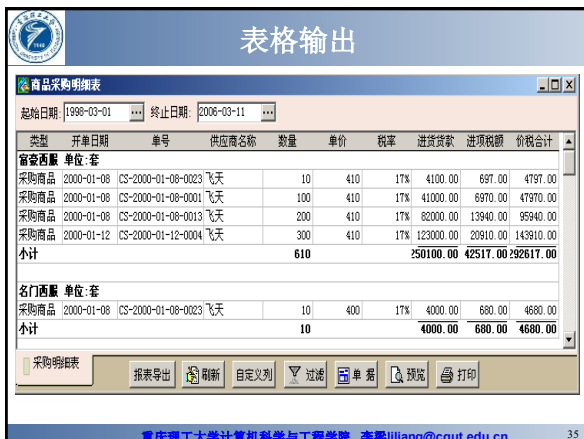 表格输出
商品采购明细表
起始日期: 1998-03-01 ... 终止日期: 2006-03-11 ...
类型 开单日期 单号 供应商名称 数量 单价 税率 进货货款 进项税额 价税合计
富豪西服 单位:套
采购商品 2000-01-08 CS-2000-01-08-0023 飞天 10 410 17% 4100.00 697.00 4797.00
采购商品 2000-01-08 CS-2000-01-08-0001 飞天 100 410 17% 41000.00 6970.00 47970.00
采购商品 2000-01-08 CS-2000-01-08-0013 飞天 200 410 17% 82000.00 13940.00 95940.00
采购商品 2000-01-12 CS-2000-01-12-0004 飞天 300 410 17% 123000.00 20910.00 143910.00
小计 610 250100.00 42517.00 292617.00
名门西服 单位:套
采购商品 2000-01-08 CS-2000-01-08-0023 飞天 10 400 17% 4000.00 680.00 4680.00
小计 10 4000.00 680.00 4680.00
采购明细表
报表导出 刷新 自定义列 过滤 单据 预览 打印
重庆理工大学计算机科学与工程学院 李梁liliang@cqut.edu.cn 35